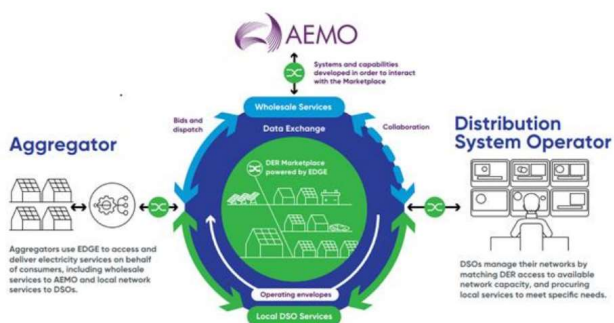 AEMO
Systems and capabilities
developed in order to interact
with the Marketplace
Wholesale Services
Bids and
dispatch
Data Exchange
Collaboration
DER Marketplace
powered by EDGE
Operating envelopes
Local DSO Services
Aggregator
Aggregators use EDGE to access and
deliver electricity services on behalf
of consumers, including wholesale
services to AEMO and local network
services to DSOs.
Distribution
System Operator
DSOs manage their networks by
matching DER access to available
network capacity, and procuring
local services to meet specific needs.